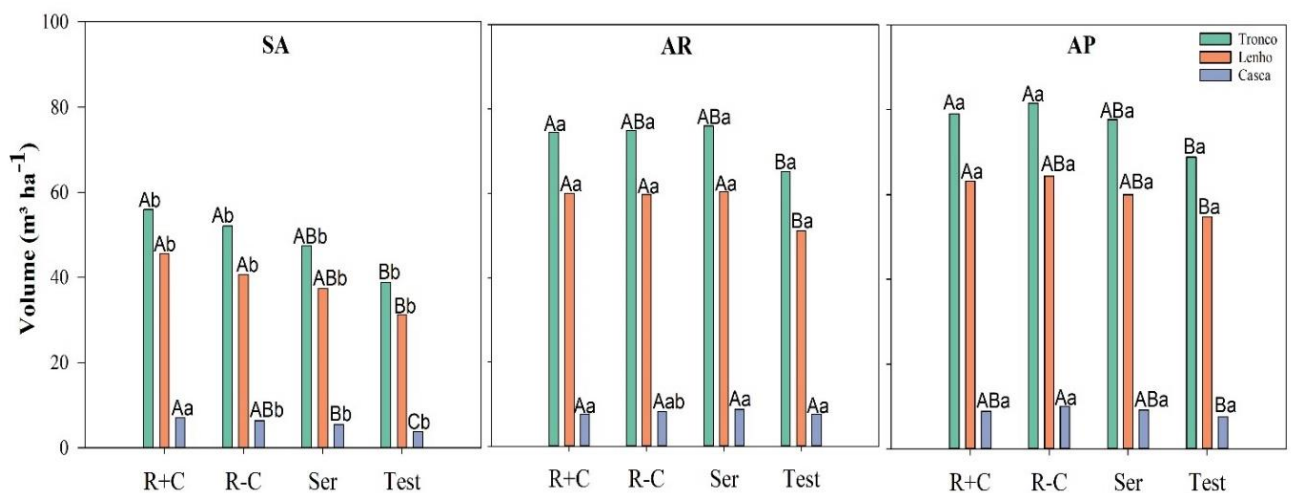 100
80
60
40
20
0
Volume (m³ ha⁻¹)
SA
Ab
Ab
Aa
Ab
Ab
ABb
ABb
ABb
Bb
Bb
Bb
Cb
R+C R-C Ser Test
AR
Aa
Aa
Aa
ABa
Aa
Aab
ABa
Aa
Aa
Ba
Ba
Aa
R+C R-C Ser Test
AP
Tronco
Lenho
Casca
Aa
Aa
ABa
Aa
ABa
Aa
ABa
ABa
ABa
Ba
Ba
Ba
R+C R-C Ser Test